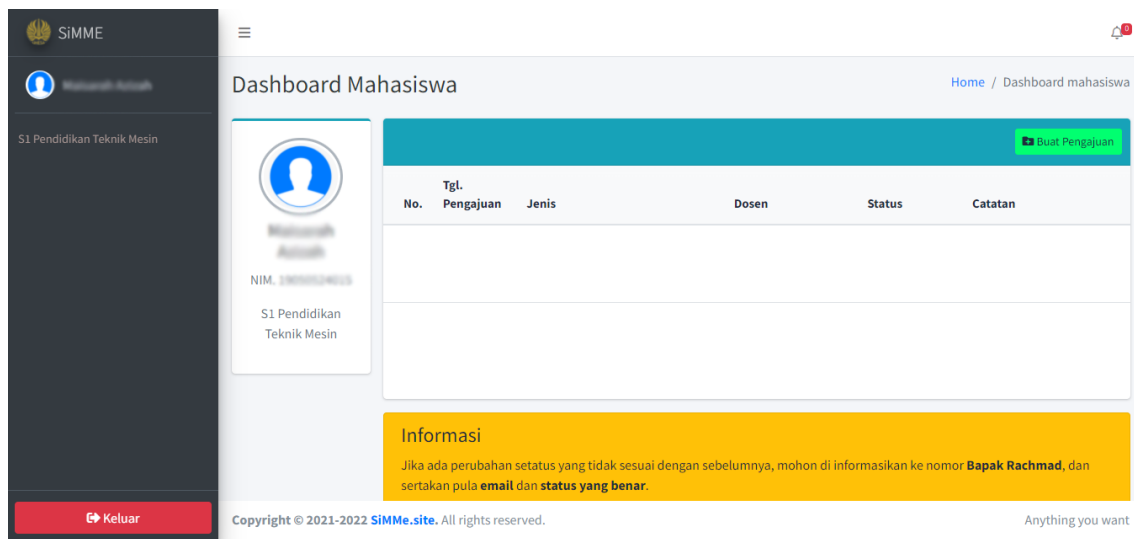 SiMME
0
Dashboard Mahasiswa
Home / Dashboard mahasiswa
S1 Pendidikan Teknik Mesin
Buat Pengajuan
No.
Tgl.
Pengajuan
Jenis
Dosen
Status
Catatan
NIM.
S1 Pendidikan
Teknik Mesin
Informasi
Jika ada perubahan setatus yang tidak sesuai dengan sebelumnya, mohon di informasikan ke nomor Bapak Rachmad, dan
sertakan pula email dan status yang benar.
Keluar
Copyright © 2021-2022 SiMMe.site. All rights reserved.
Anything you want